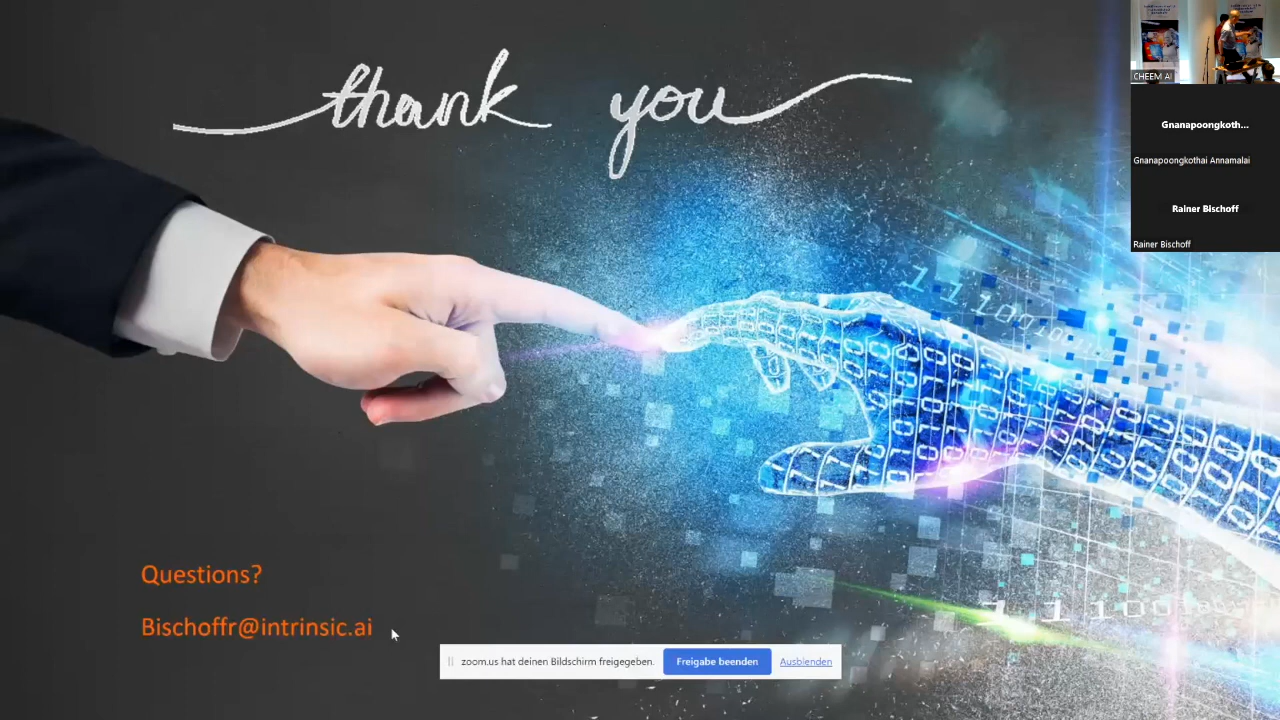 thank you
CHEEM AI
Gnanapoongkoth...
Gnanapoongkothai Annamalai
Rainer Bischoff
Rainer Bischoff
Questions?
Bischoffr@intrinsic.ai
zoom.us hat deinen Bildschirm freigegeben.
Freigabe beenden
Ausblenden